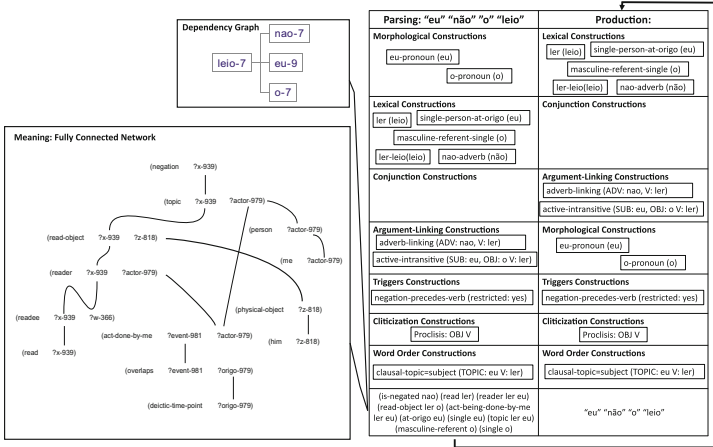 Dependency Graph
nao-7
leio-7
eu-9
o-7
Meaning: Fully Connected Network
(negation ?x-939)
(topic ?x-939 ?actor-979)
(person ?actor-979)
(read-object ?x-939 ?z-818)
(me ?actor-979)
(reader ?x-939 ?actor-979)
(physical-object ?z-818)
(readee ?x-939 ?w-366)
(act-done-by-me ?event-981 ?actor-979)
(him ?z-818)
(read ?x-939)
(overlaps ?event-981 ?origo-979)
(deictic-time-point ?origo-979)
Parsing: “eu” “não” “o” “leio”
Morphological Constructions
eu-pronoun (eu)
o-pronoun (o)
Lexical Constructions
ler (leio) single-person-at-origo (eu)
masculine-referent-single (o)
ler-leio(leio) nao-adverb (não)
Conjunction Constructions
Argument-Linking Constructions
adverb-linking (ADV: nao, V: ler)
active-intransitive (SUB: eu, OBJ: o V: ler)
Triggers Constructions
negation-precedes-verb (restricted: yes)
Cliticization Constructions
Proclisis: OBJ V
Word Order Constructions
clausal-topic=subject (TOPIC: eu V: ler)
(is-negated nao) (read ler) (reader ler eu)
(read-object ler o) (act-being-done-by-me
ler eu) (at-origo eu) (single eu) (topic ler eu)
(masculine-referent o) (single o)
Production:
Lexical Constructions
ler (leio) single-person-at-origo (eu)
masculine-referent-single (o)
ler-leio(leio) nao-adverb (não)
Conjunction Constructions
Argument-Linking Constructions
adverb-linking (ADV: nao, V: ler)
active-intransitive (SUB: eu, OBJ: o V: ler)
Morphological Constructions
eu-pronoun (eu)
o-pronoun (o)
Triggers Constructions
negation-precedes-verb (restricted: yes)
Cliticization Constructions
Proclisis: OBJ V
Word Order Constructions
clausal-topic=subject (TOPIC: eu V: ler)
“eu” “não” “o” “leio”